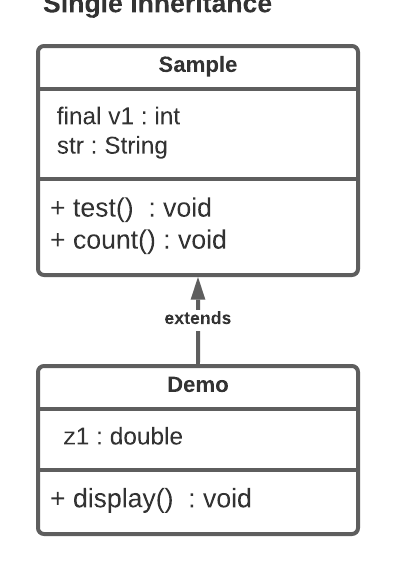 Single Inheritance
Sample
final v1 : int
str : String
+ test()  : void
+ count() : void
extends
Demo
z1 : double
+ display()  : void